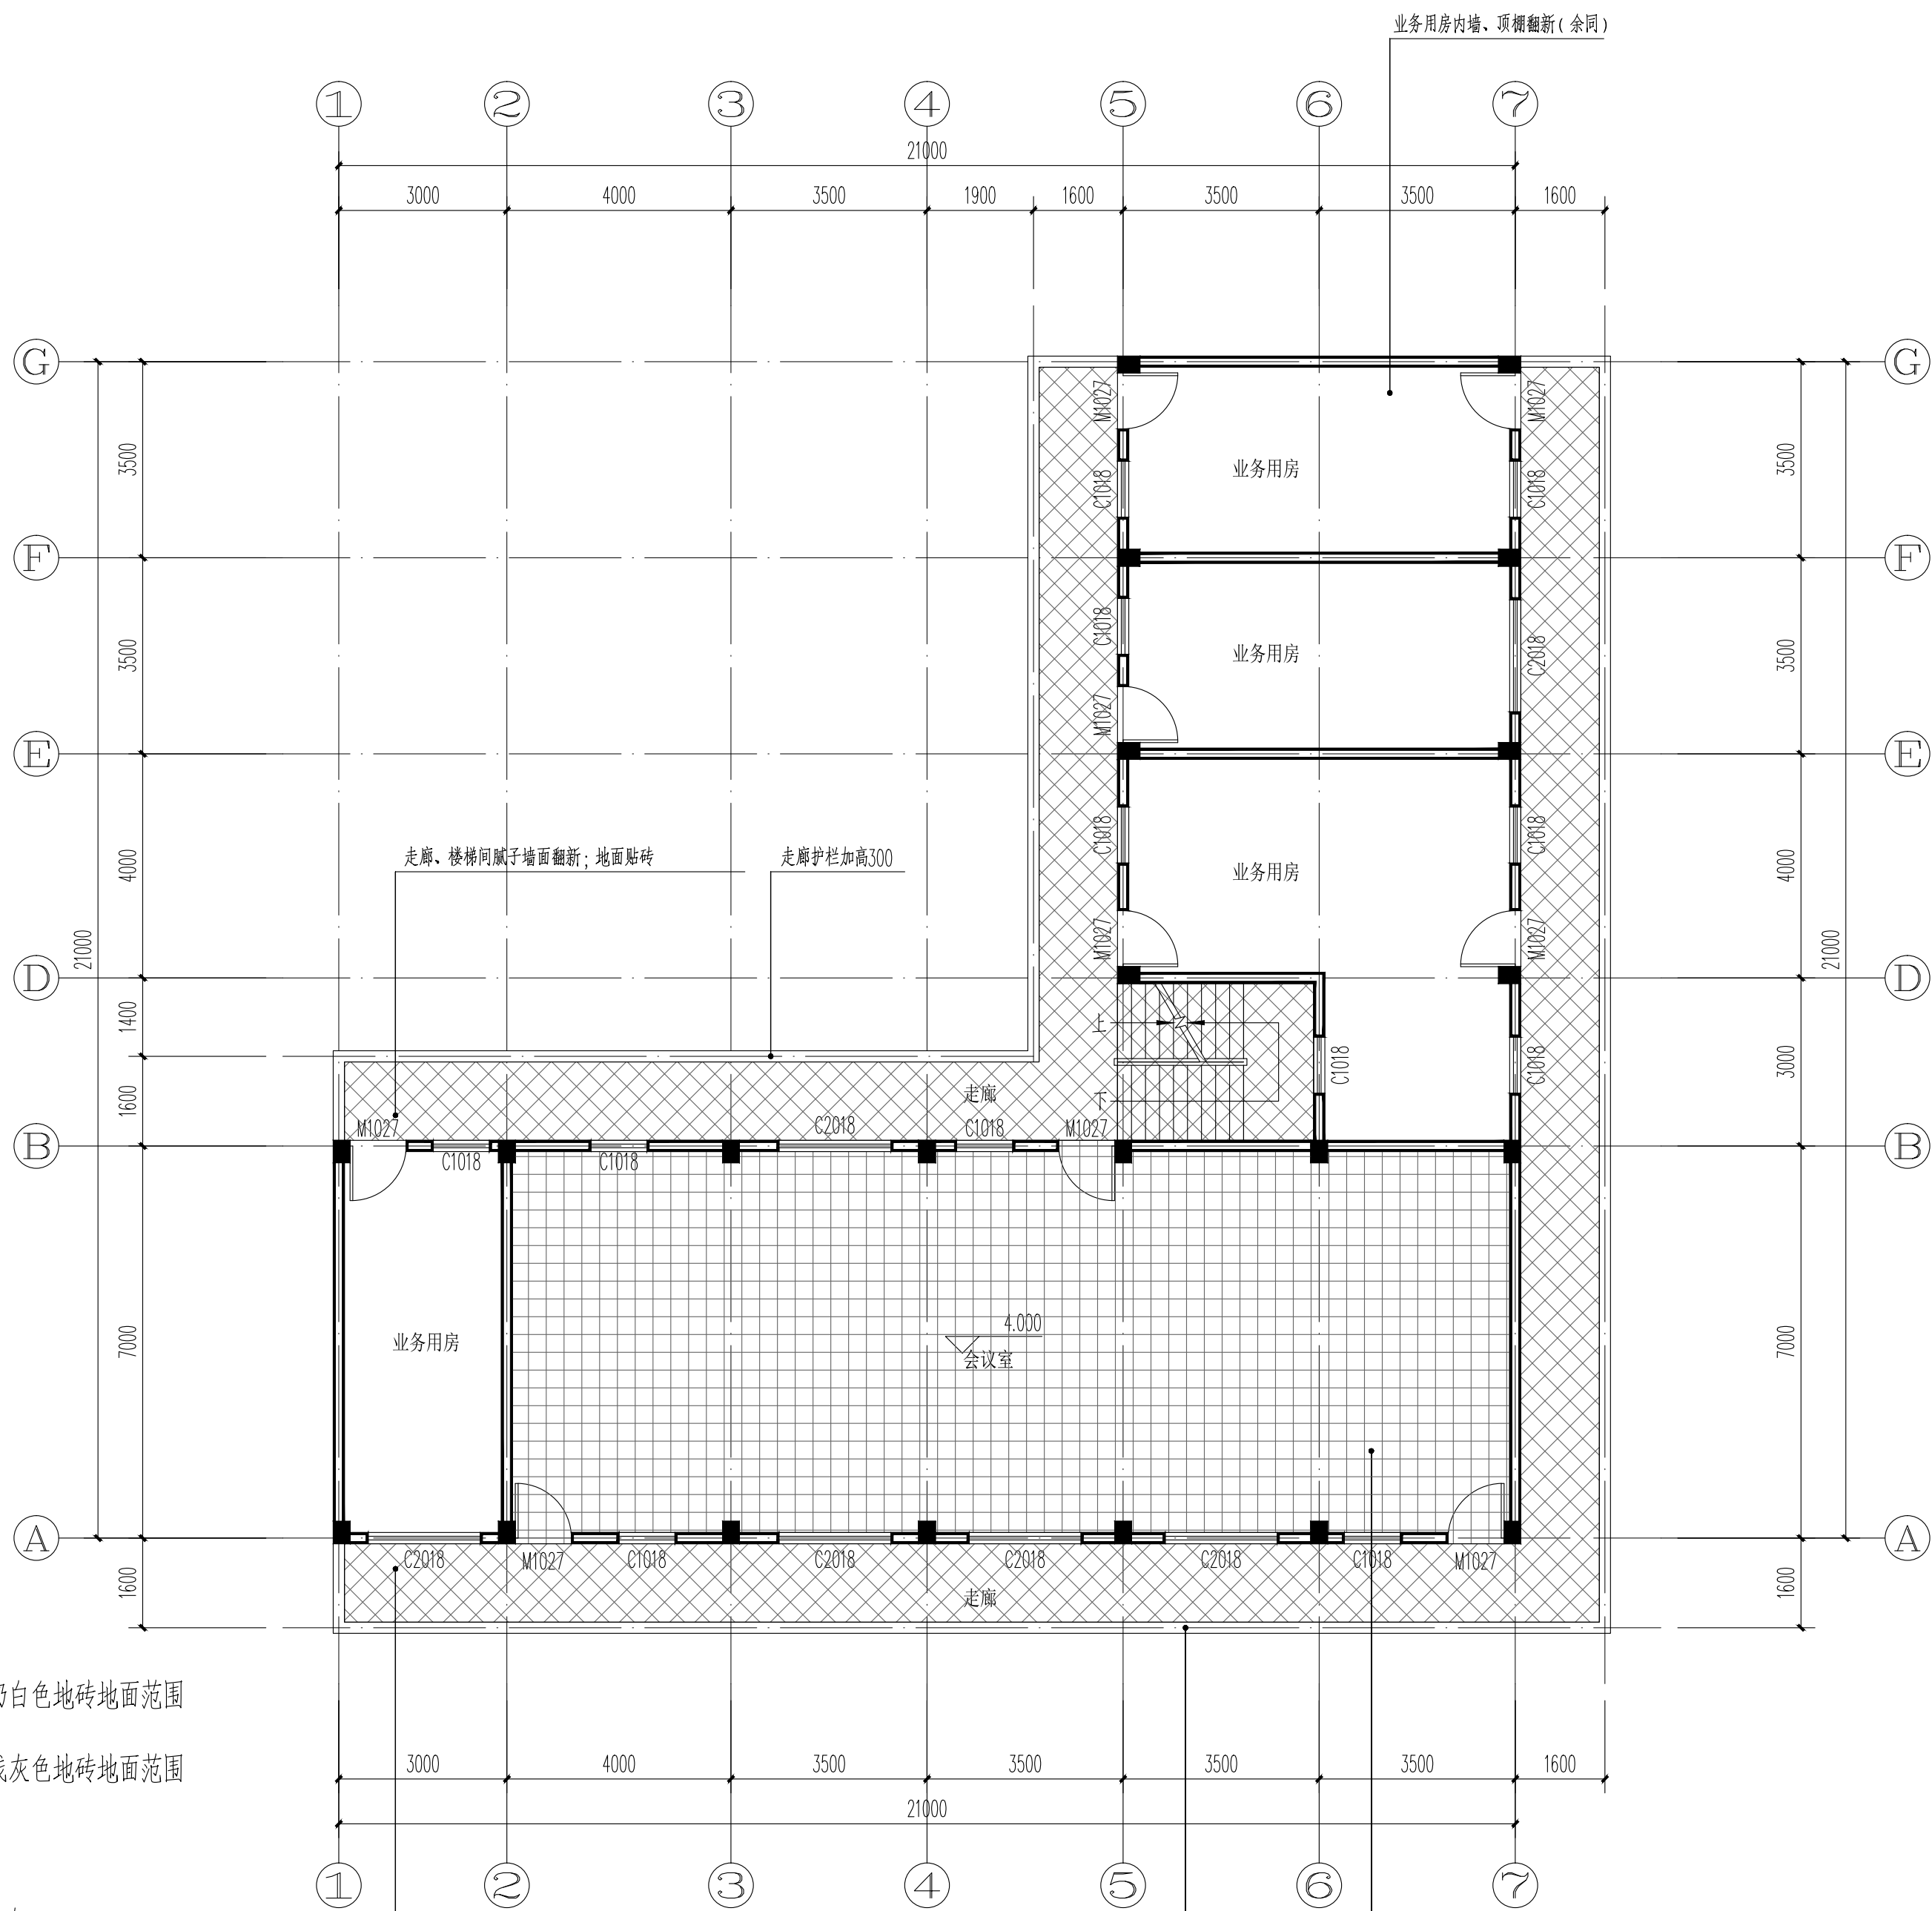 业务用房内墙、顶棚翻新(余同)
1 2 3 4 5 6 7
21000
3000 4000 3500 1900 1600 3500 3500 1600
G G
M1027 M1027
3500 业务用房 3500
C1018 C1018
F F
C1018
3500 业务用房 C2018 3500
M1027
E E
C1018 C1018
走廊、楼梯间腻子墙面翻新；地面贴砖 走廊护栏加高300
4000 业务用房 4000
M1027 M1027
21000 21000
D D
1400 上
C1018 C1018 3000
1600 走廊 下
M1027 C2018 C1018 M1027
B B
C1018 C1018
4.000
7000 业务用房 会议室 7000
A A
C2018 M1027 C1018 C2018 C2018 C2018 C1018 M1027
1600 走廊 1600
白色地砖地面范围
灰色地砖地面范围
3000 4000 3500 3500 3500 3500 1600
21000
1 2 3 4 5 6 7